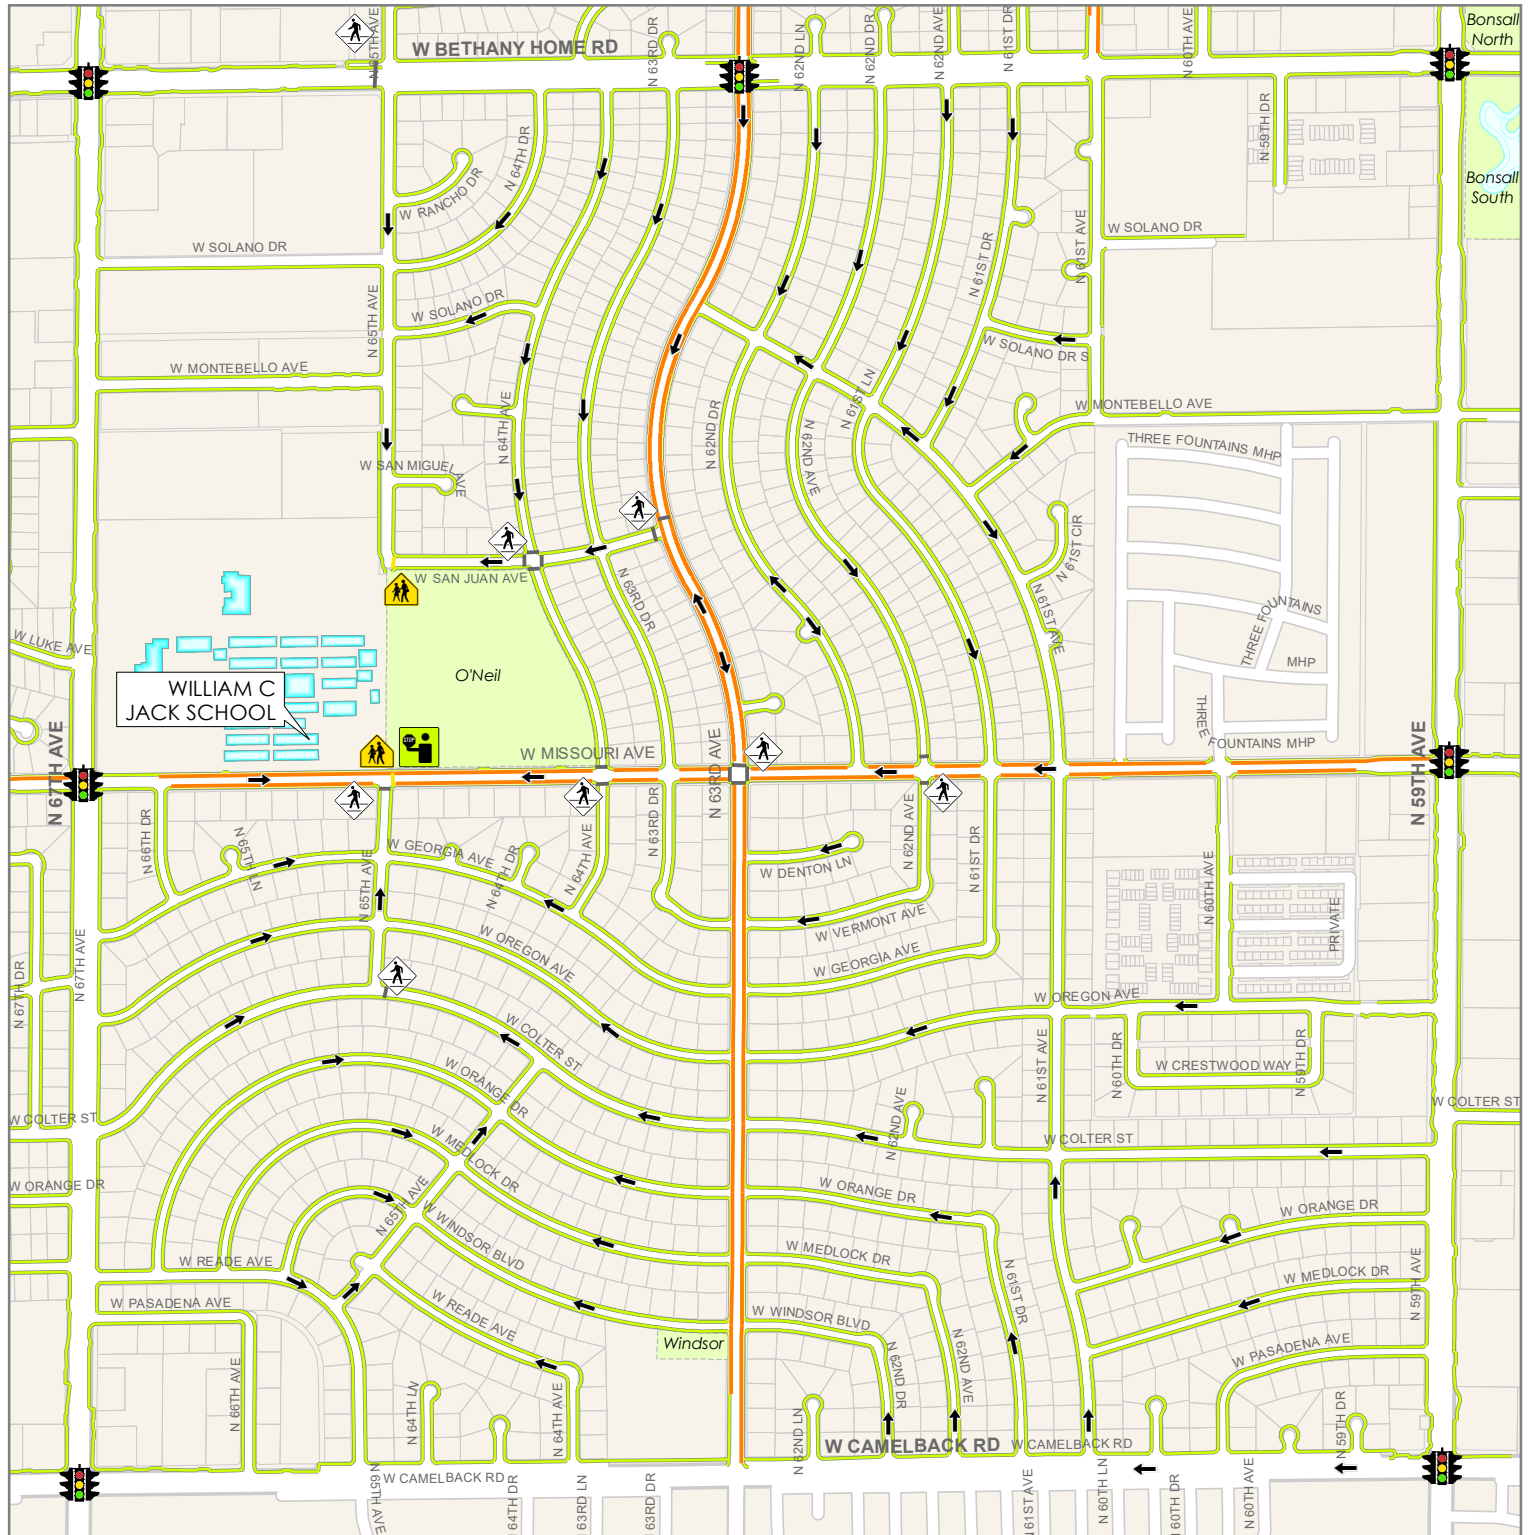 Bonsall
North
N 65TH AVE
W BETHANY HOME RD
N 63RD DR
N 62ND LN
N 62ND DR
N 62ND AVE
N 61ST DR
N 60TH AVE
N 59TH DR
N 64TH DR
W RANCHO DR
Bonsall
South
W SOLANO DR
N 61ST AVE
W SOLANO DR
N 61ST DR
N 65TH AVE
W SOLANO DR
W SOLANO DR S
W MONTEBELLO AVE
N 64TH AVE
N 62ND DR
N 62ND AVE
N 61ST LN
W MONTEBELLO AVE
THREE FOUNTAINS MHP
W SAN MIGUEL AVE
N 61ST CIR
W SAN JUAN AVE
N 63RD DR
N 61ST AVE
THREE FOUNTAINS
THREE FOUNTAINS
MHP
W LUKE AVE
O'Neil
WILLIAM C
JACK SCHOOL
STOP
N 67TH AVE
W MISSOURI AVE
N 63RD AVE
THREE
FOUNTAINS MHP
N 59TH AVE
N 66TH DR
N 65TH LN
W GEORGIA AVE
N 64TH DR
N 64TH AVE
N 63RD DR
W DENTON LN
N 62ND AVE
N 61ST DR
N 60TH AVE
PRIVATE
N 65TH AVE
N 67TH AVE
N 67TH DR
W OREGON AVE
W VERMONT AVE
W GEORGIA AVE
W OREGON AVE
W COLTER ST
W ORANGE DR
N 61ST AVE
N 60TH DR
W CRESTWOOD WAY
N 59TH DR
W COLTER ST
W COLTER ST
N 62ND AVE
W COLTER ST
W MEDLOCK DR
W ORANGE DR
N 65TH AVE
W ORANGE DR
W WINDSOR BLVD
W ORANGE DR
W READE AVE
W MEDLOCK DR
N 61ST DR
W MEDLOCK DR
N 59TH AVE
W PASADENA AVE
W READE AVE
W WINDSOR BLVD
Windsor
W PASADENA AVE
N 66TH AVE
N 64TH LN
N 64TH AVE
N 62ND DR
N 62ND AVE
N 62ND LN
W CAMELBACK RD
W CAMELBACK RD
N 59TH DR
W CAMELBACK RD
N 65TH AVE
64TH DR
63RD LN
63RD DR
N 61ST AVE
N 60TH LN
N 60TH DR
N 60TH AVE